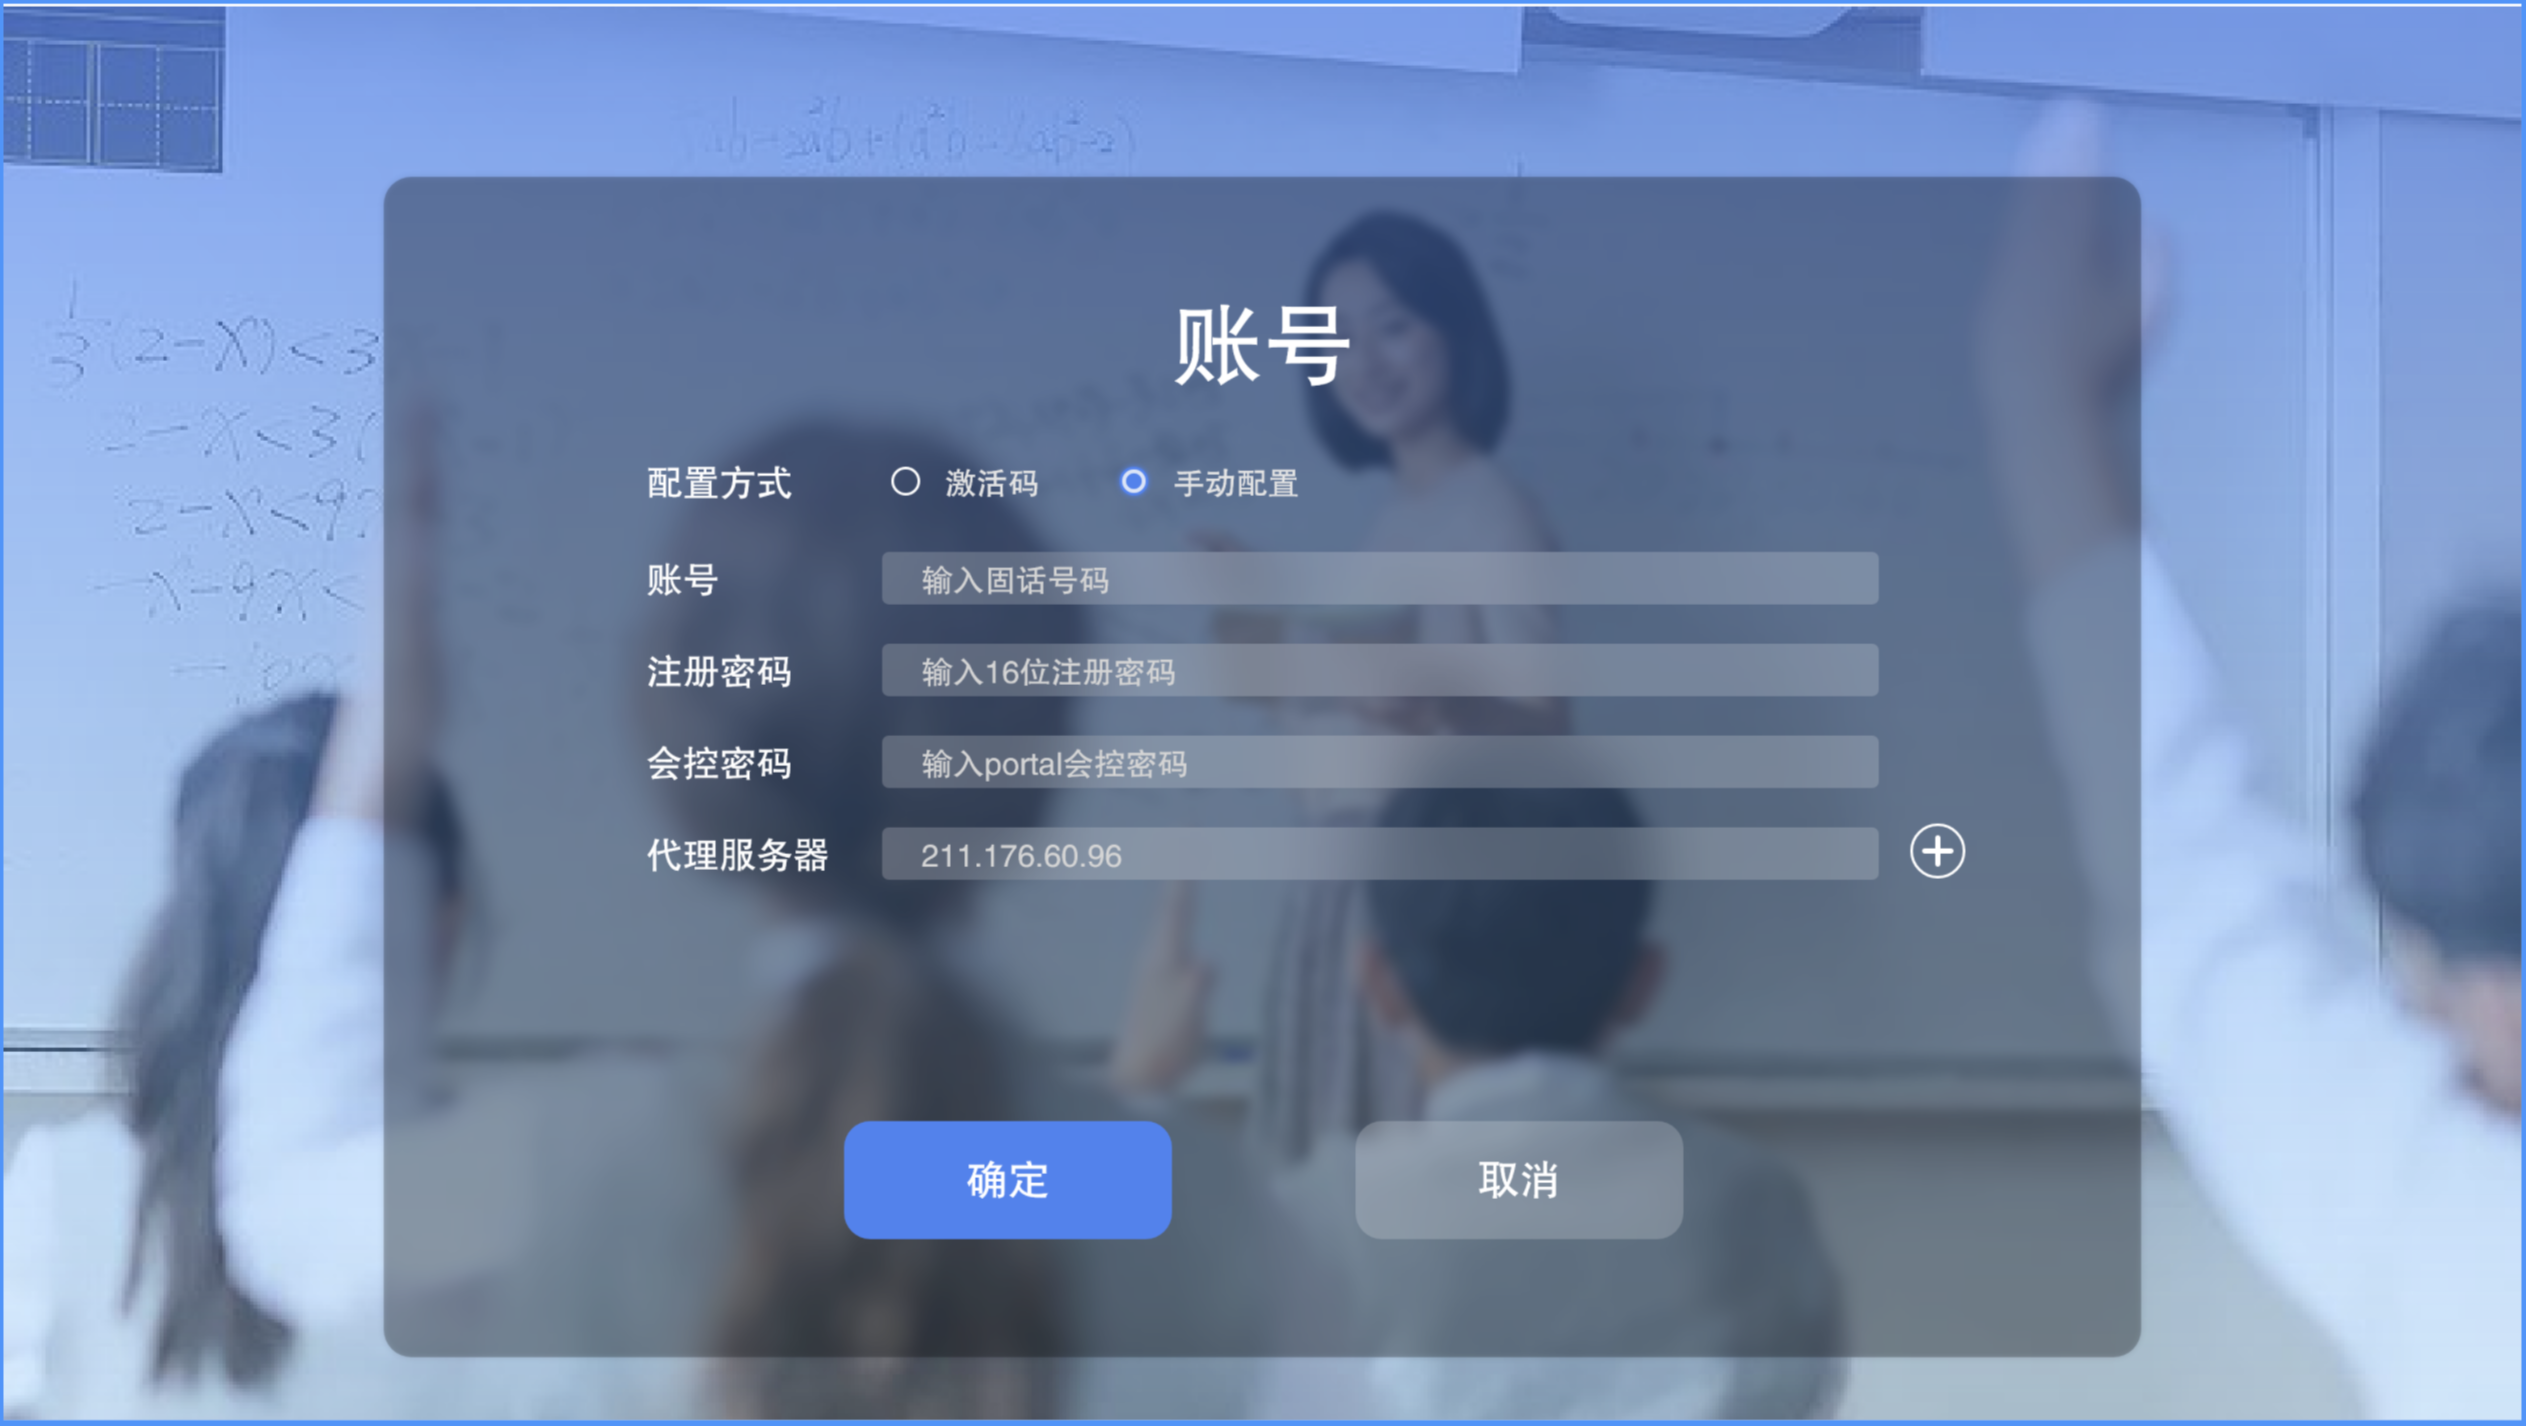 账号
配置方式 激活码 手动配置
账号 输入固话号码
注册密码 输入16位注册密码
会控密码 输入portal会控密码
代理服务器 211.176.60.96
确定 取消